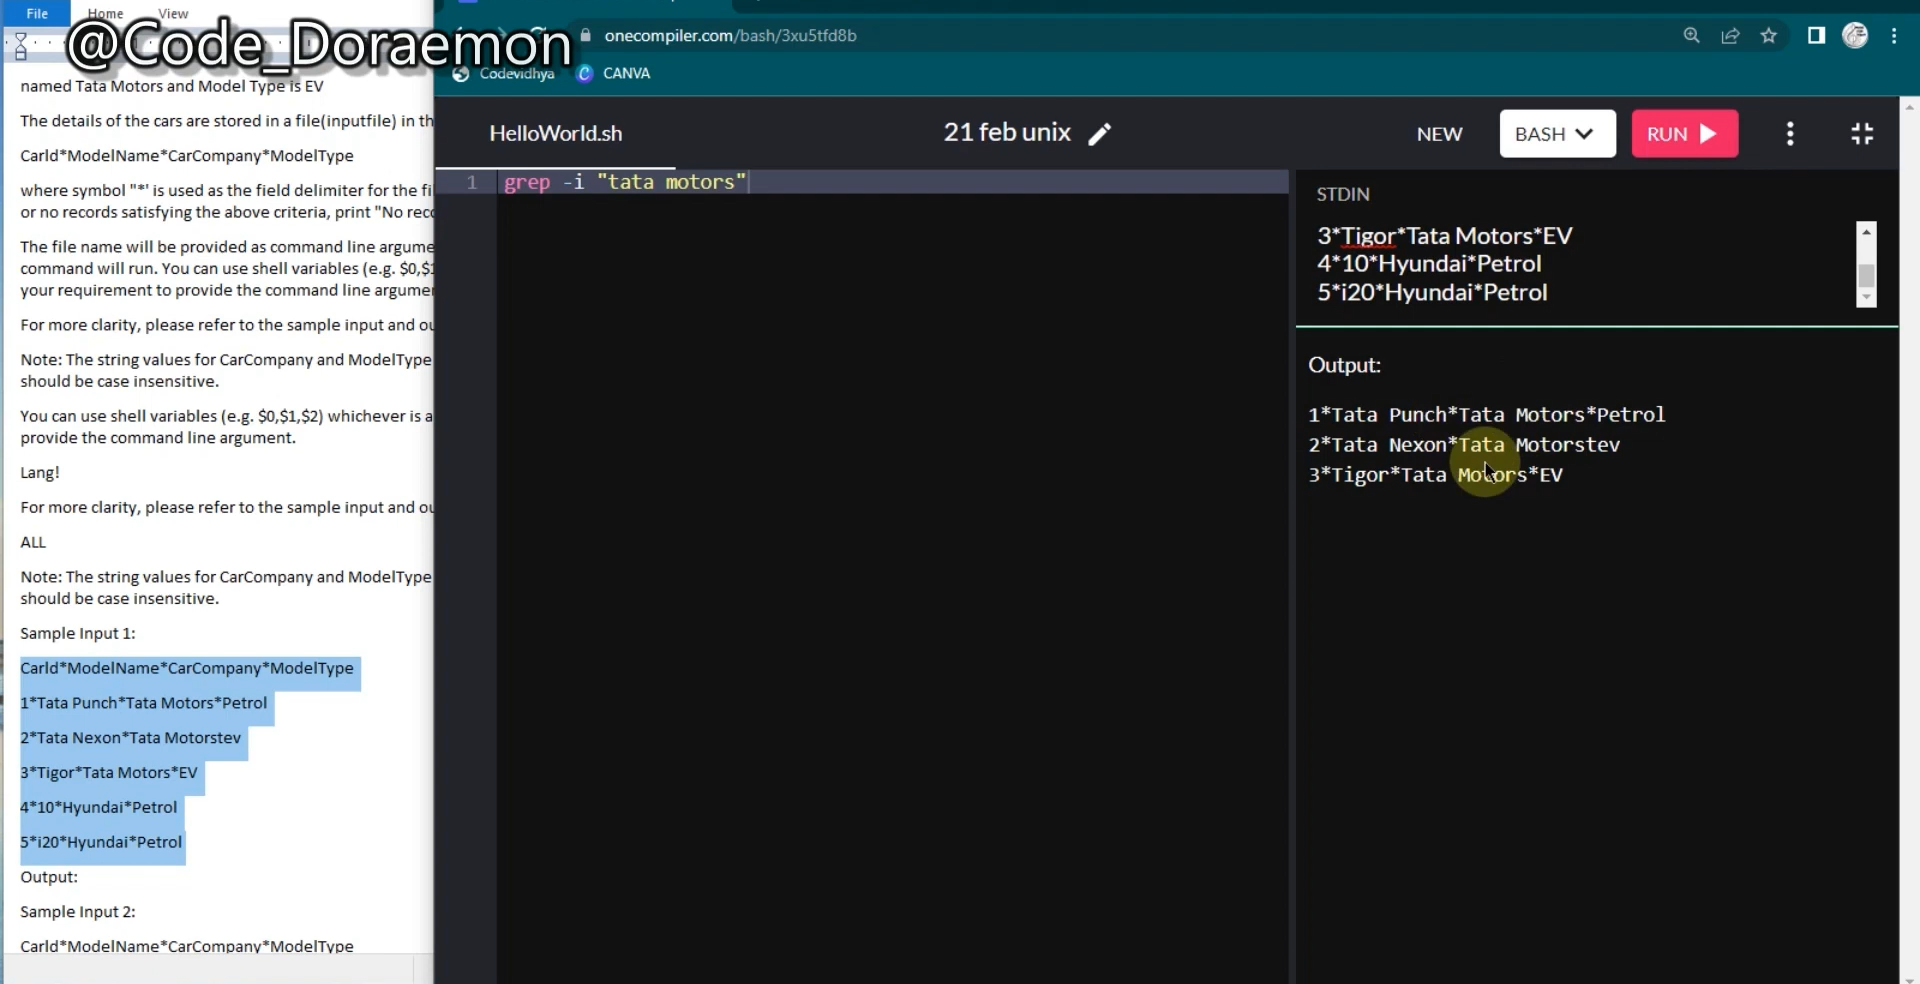 File
Home
View
@Code_Doraemon
named Tata Motors and Model Type is EV
The details of the cars are stored in a file(inputfile) in th
Carld*ModelName*CarCompany*ModelType
where symbol "*' is used as the field delimiter for the fi
or no records satisfying the above criteria, print "No reco
The file name will be provided as command line argume
command will run. You can use shell variables (e.g. $0,$1
your requirement to provide the command line argumen
For more clarity, please refer to the sample input and ou
Note: The string values for CarCompany and ModelType
should be case insensitive.
You can use shell variables (e.g. $0,$1,$2) whichever is a
provide the command line argument.
Lang!
For more clarity, please refer to the sample input and ou
ALL
Note: The string values for CarCompany and ModelType
should be case insensitive.
Sample Input 1:
Carld*ModelName*CarCompany*ModelType
1*Tata Punch*Tata Motors*Petrol
2*Tata Nexon*Tata Motorstev
3*Tigor*Tata Motors*EV
4*10*Hyundai*Petrol
5*i20*Hyundai*Petrol
Output:
Sample Input 2:
Carld*ModelName*CarCompany*ModelType
onecompiler.com/bash/3xu5tfd8b
Codevidhya
CANVA
HelloWorld.sh
21 feb unix
NEW
BASH
RUN
1 grep -i "tata motors"
STDIN
3*Tigor*Tata Motors*EV
4*10*Hyundai*Petrol
5*i20*Hyundai*Petrol
Output:
1*Tata Punch*Tata Motors*Petrol
2*Tata Nexon*Tata Motorstev
3*Tigor*Tata Motors*EV